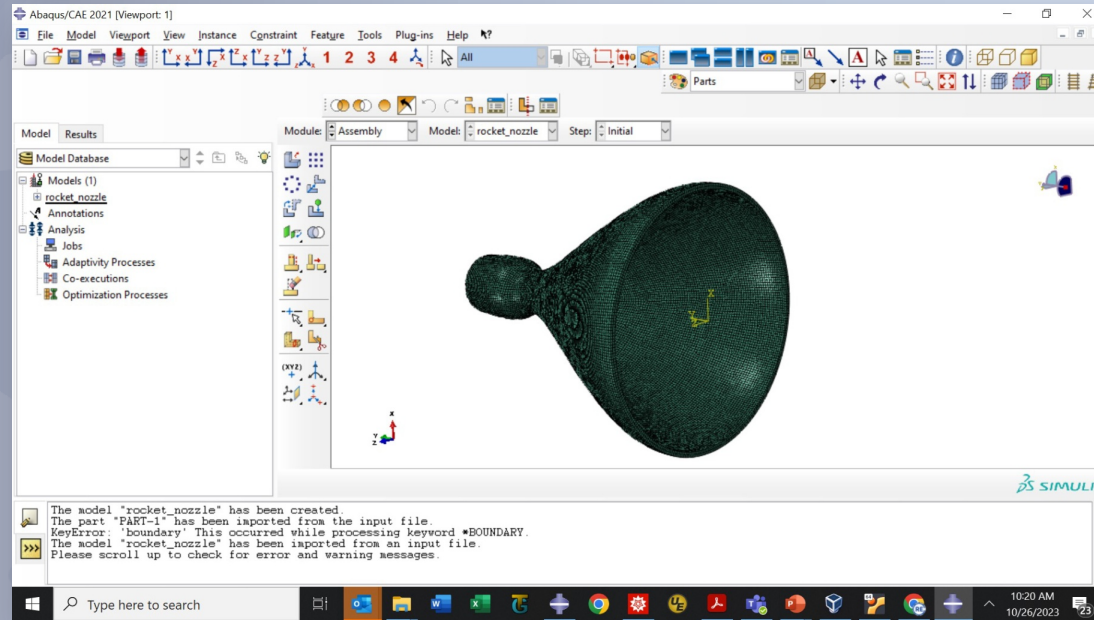 Abaqus/CAE 2021 [Viewport: 1]
File Model Viewport View Instance Constraint Feature Tools Plug-ins Help
1 2 3 4 All
Parts
Model Results
Module: Assembly Model: rocket_nozzle Step: Initial
Model Database
Models (1)
rocket_nozzle
Annotations
Analysis
Jobs
Adaptivity Processes
Co-executions
Optimization Processes
(XYZ)
X
X
Y
Z
SIMULI
The model "rocket_nozzle" has been created.
The part "PART-1" has been imported from the input file.
KeyError: 'boundary' This occurred while processing keyword *BOUNDARY.
The model "rocket_nozzle" has been imported from an input file.
Please scroll up to check for error and warning messages.
>>>
Type here to search
10:20 AM
10/26/2023
23